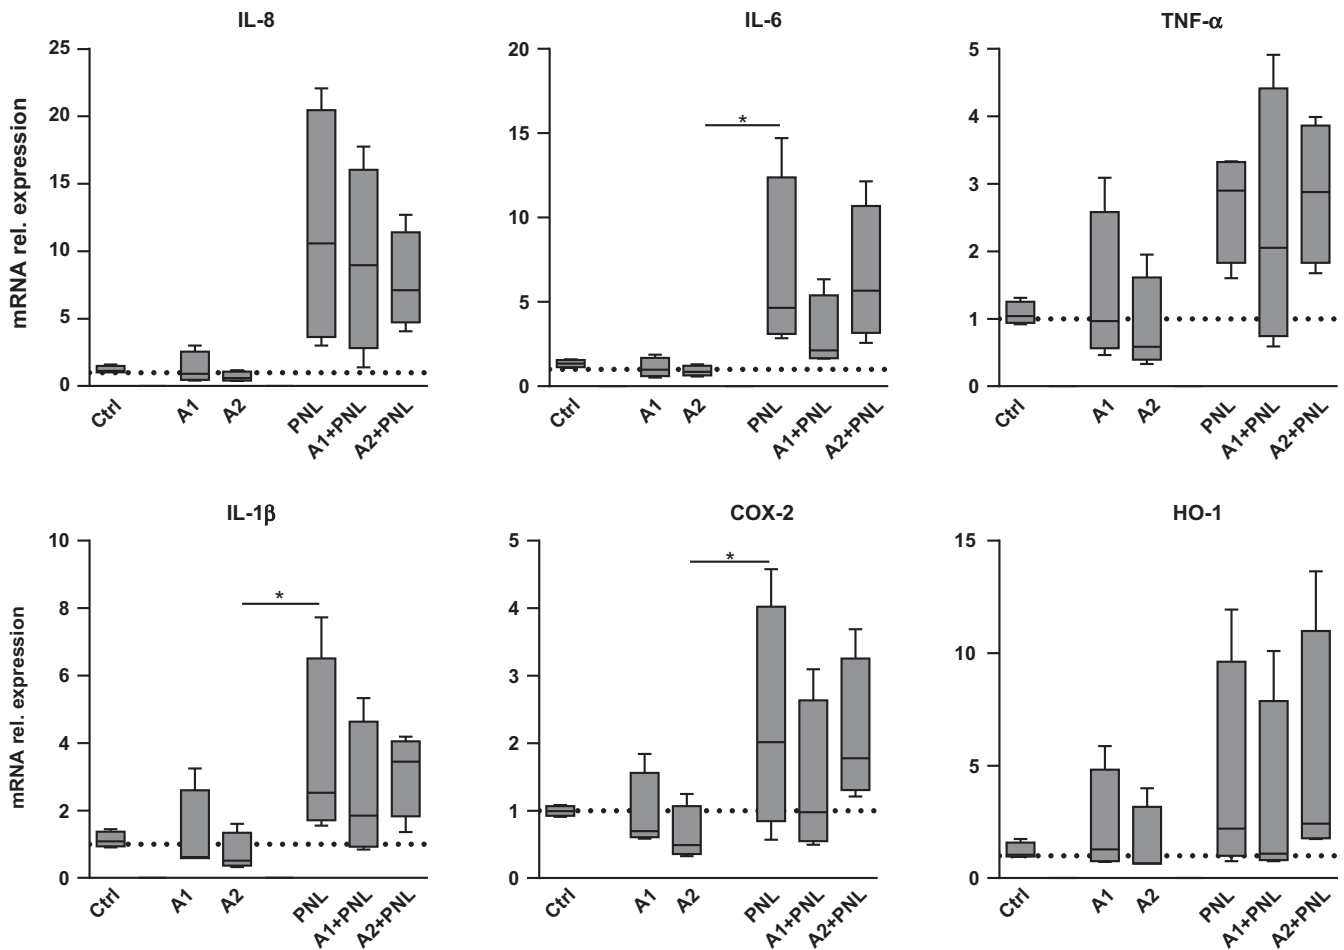 IL-8
mRNA rel. expression
25
20
15
10
5
0
Ctrl
A1
A2
PNL
A1+PNL
A2+PNL
IL-6
20
15
10
5
0
*
Ctrl
A1
A2
PNL
A1+PNL
A2+PNL
TNF-α
5
4
3
2
1
0
Ctrl
A1
A2
PNL
A1+PNL
A2+PNL
IL-1β
mRNA rel. expression
10
8
6
4
2
0
*
Ctrl
A1
A2
PNL
A1+PNL
A2+PNL
COX-2
5
4
3
2
1
0
*
Ctrl
A1
A2
PNL
A1+PNL
A2+PNL
HO-1
15
10
5
0
Ctrl
A1
A2
PNL
A1+PNL
A2+PNL